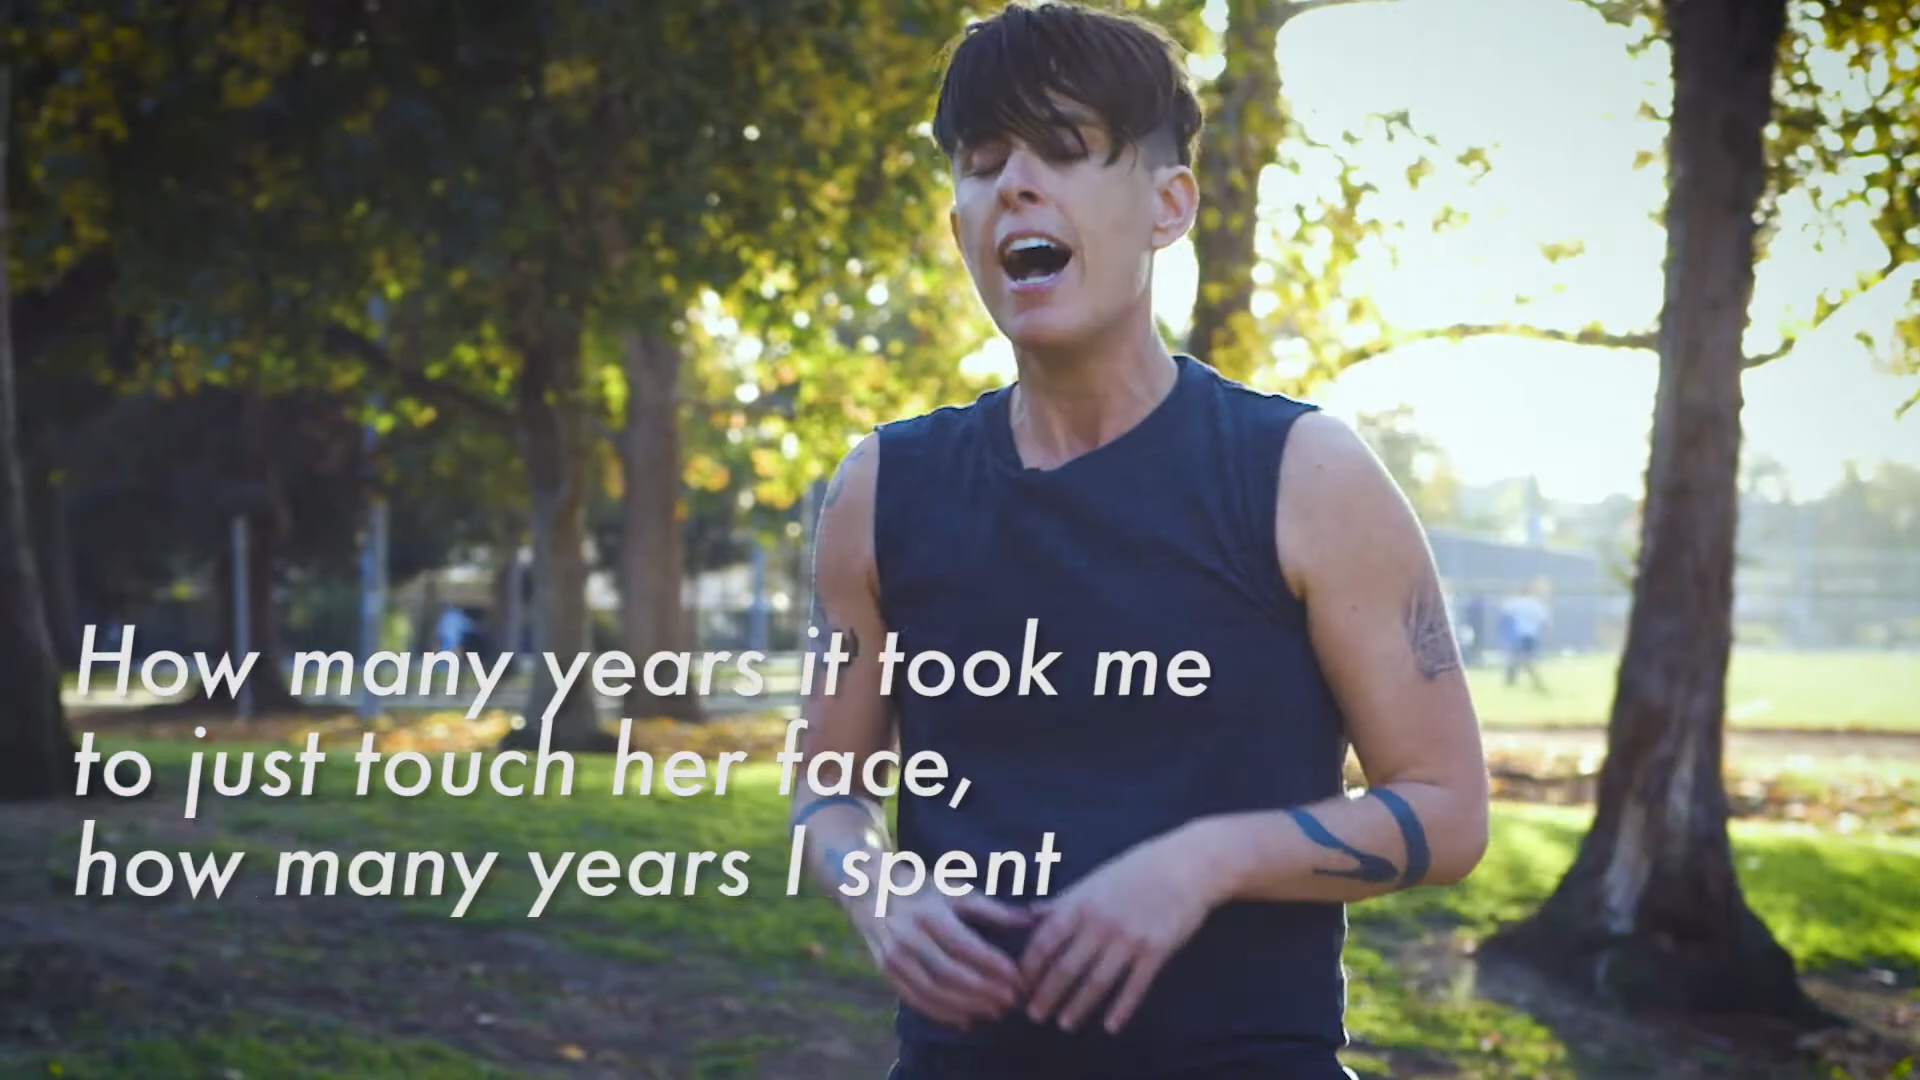 How many years it took me
to just touch her face,
how many years I spent